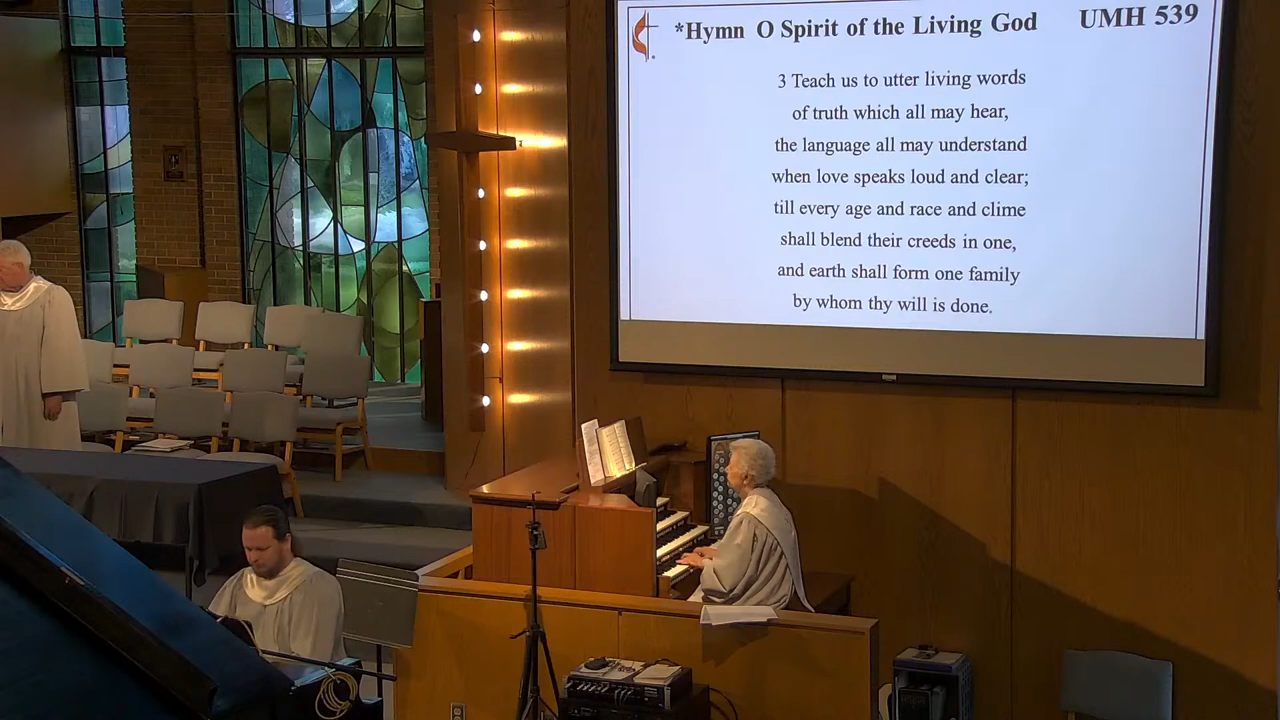 *Hymn O Spirit of the Living God UMH 539
3 Teach us to utter living words
of truth which all may hear,
the language all may understand
when love speaks loud and clear;
till every age and race and clime
shall blend their creeds in one,
and earth shall form one family
by whom thy will is done.